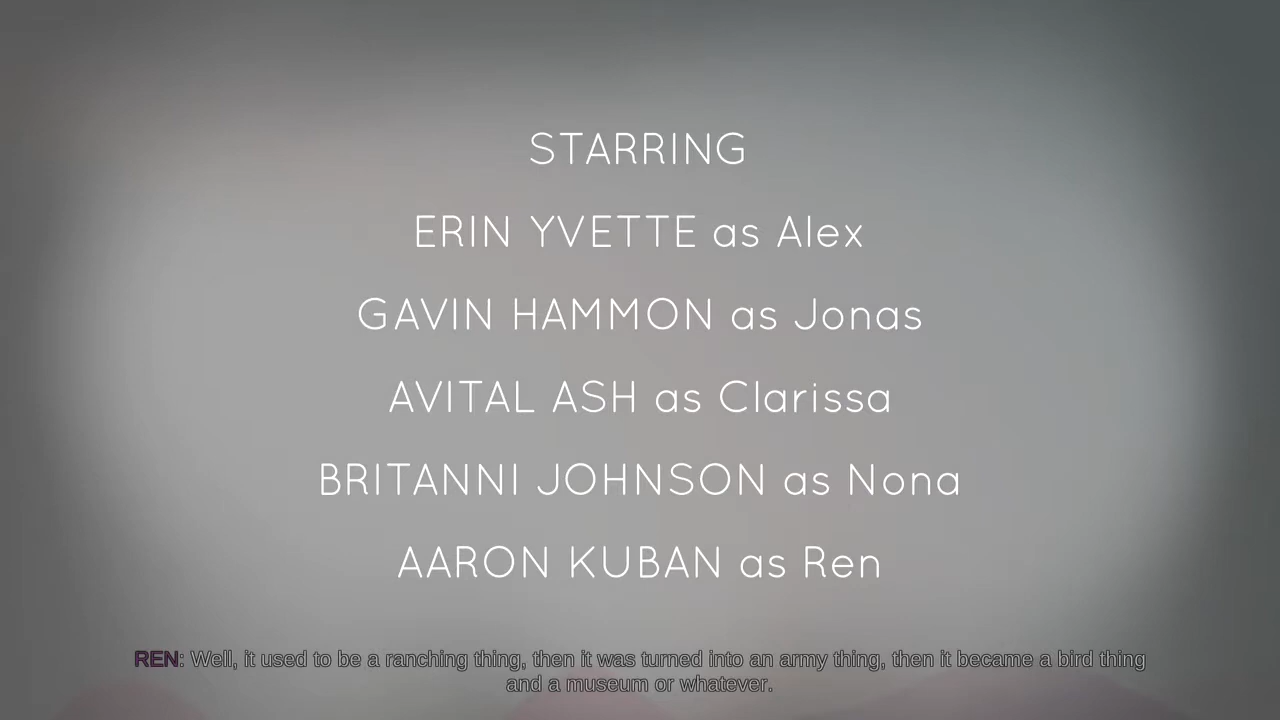 STARRING
ERIN YVETTE as Alex
GAVIN HAMMON as Jonas
AVITAL ASH as Clarissa
BRITANNI JOHNSON as Nona
AARON KUBAN as Ren
REN: Well, it used to be a ranching thing, then it was turned into an army thing, then it became a bird thing
and a museum or whatever.